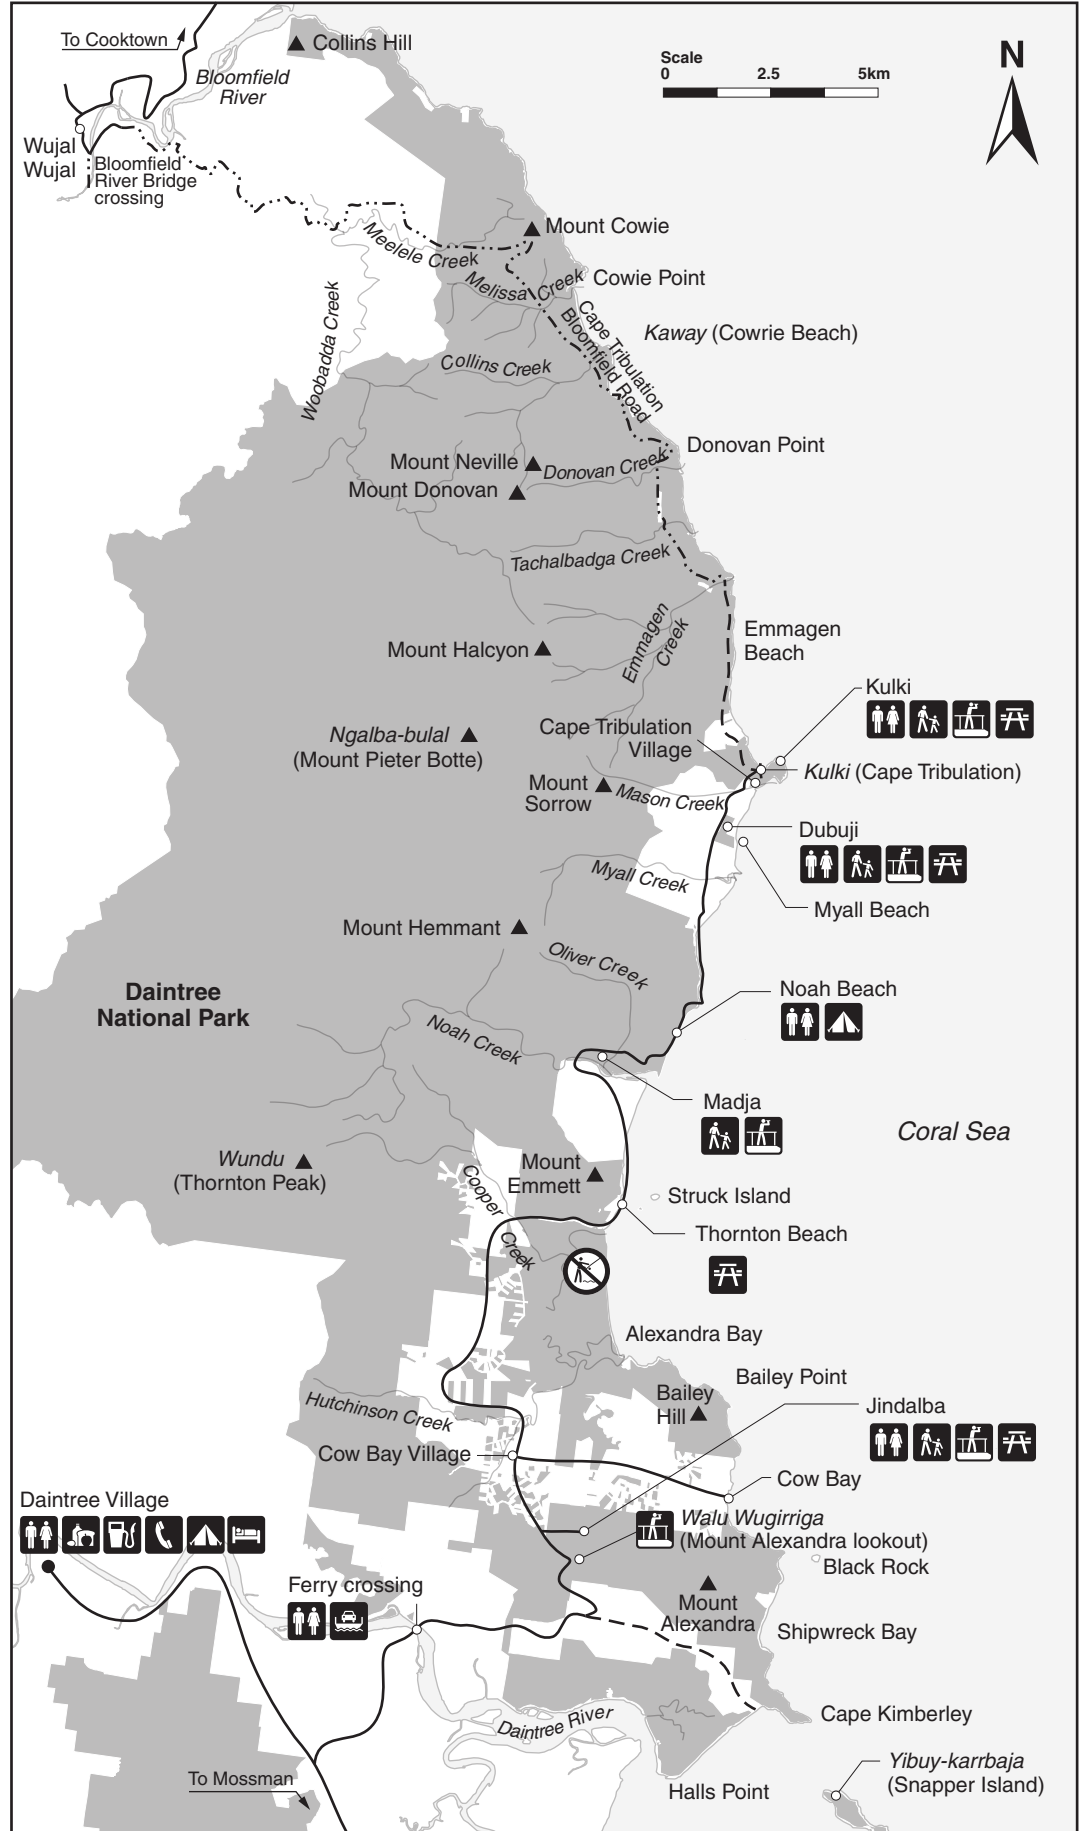 To Cooktown
Collins Hill
Scale
0 2.5 5km
N
Bloomfield
River
Wujal
Wujal
Bloomfield
River Bridge
crossing
Mount Cowie
Meelele Creek
Melissa Creek
Cowie Point
Woobadda Creek
Cape Tribulation
Bloomfield Road
Kaway (Cowrie Beach)
Collins Creek
Donovan Point
Mount Neville
Donovan Creek
Mount Donovan
Tachalbadga Creek
Emmagen
Creek
Emmagen
Beach
Mount Halcyon
Kulki
Ngalba-bulal
(Mount Pieter Botte)
Cape Tribulation
Village
Kulki (Cape Tribulation)
Mount
Sorrow
Mason Creek
Dubuji
Myall Creek
Myall Beach
Mount Hemmant
Oliver Creek
Daintree
National Park
Noah Beach
Noah Creek
Madja
Coral Sea
Wundu
(Thornton Peak)
Mount
Emmett
Cooper
Creek
Struck Island
Thornton Beach
Alexandra Bay
Bailey Point
Bailey
Hill
Jindalba
Hutchinson Creek
Cow Bay Village
Cow Bay
Daintree Village
Walu Wugirriga
(Mount Alexandra lookout)
Black Rock
Ferry crossing
Mount
Alexandra
Shipwreck Bay
Daintree River
Cape Kimberley
To Mossman
Yibuy-karrbaja
(Snapper Island)
Halls Point